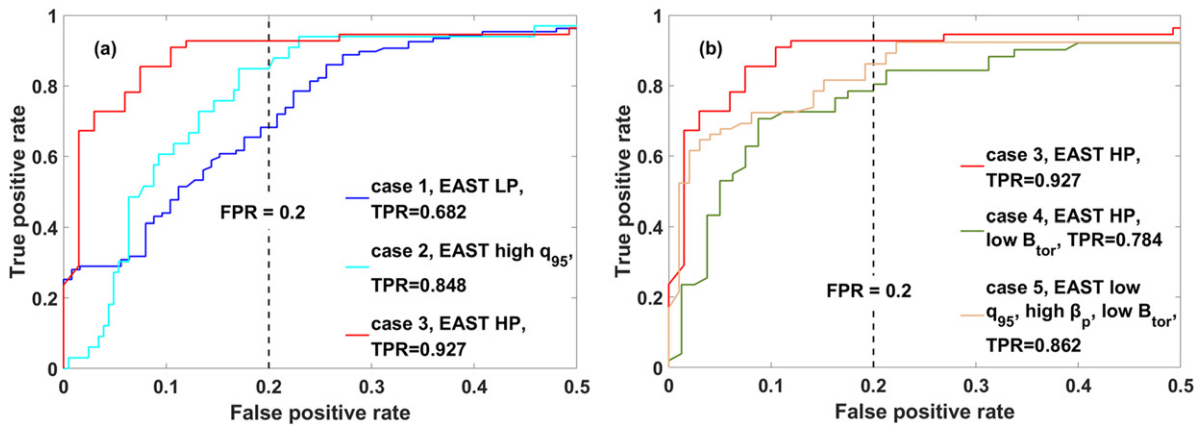 (a)
True positive rate
1
0.8
0.6
0.4
0.2
0
FPR = 0.2
case 1, EAST LP,
TPR=0.682
case 2, EAST high q95,
TPR=0.848
case 3, EAST HP,
TPR=0.927
0 0.1 0.2 0.3 0.4 0.5
False positive rate
(b)
True positive rate
1
0.8
0.6
0.4
0.2
0
case 3, EAST HP,
TPR=0.927
case 4, EAST HP,
low Btor, TPR=0.784
FPR = 0.2
case 5, EAST low
q95, high βp, low Btor,
TPR=0.862
0 0.1 0.2 0.3 0.4 0.5
False positive rate